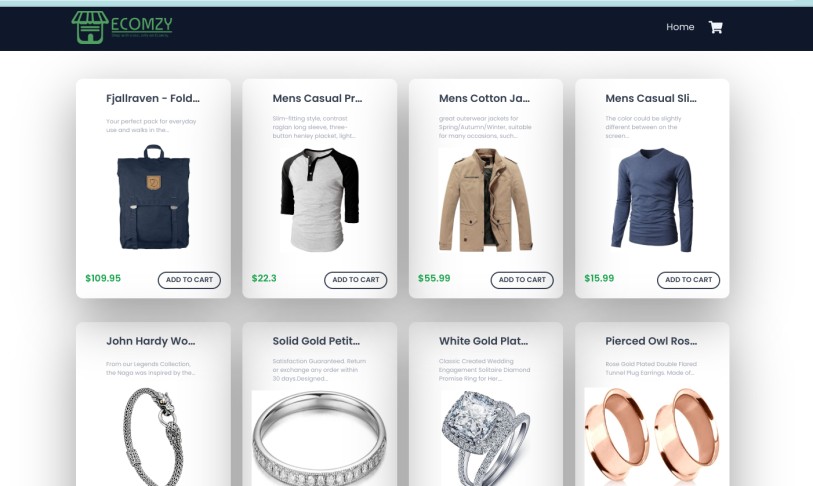 ECOMZY
Home
Fjallraven - Fold...
Your perfect pack for everyday
use and walks in the...
$109.95
ADD TO CART
Mens Casual Pr...
Slim-fitting style, contrast
raglan long sleeve, three-
button henley placket, light...
$22.3
ADD TO CART
Mens Cotton Ja...
great outerwear jackets for
Spring/Autumn/Winter, suitable
for many occasions, such...
$55.99
ADD TO CART
Mens Casual Sli...
The color could be slightly
different between on the
screen...
$15.99
ADD TO CART
John Hardy Wo...
From our Legends Collection,
the Naga was inspired by the...
Solid Gold Petit...
Satisfaction Guaranteed. Return
or exchange any order within
30 days.Designed...
White Gold Plat...
Classic Created Wedding
Engagement Solitaire Diamond
Promise Ring for Her...
Pierced Owl Ros...
Rose Gold Plated Double Flared
Tunnel Plug Earrings. Made of...